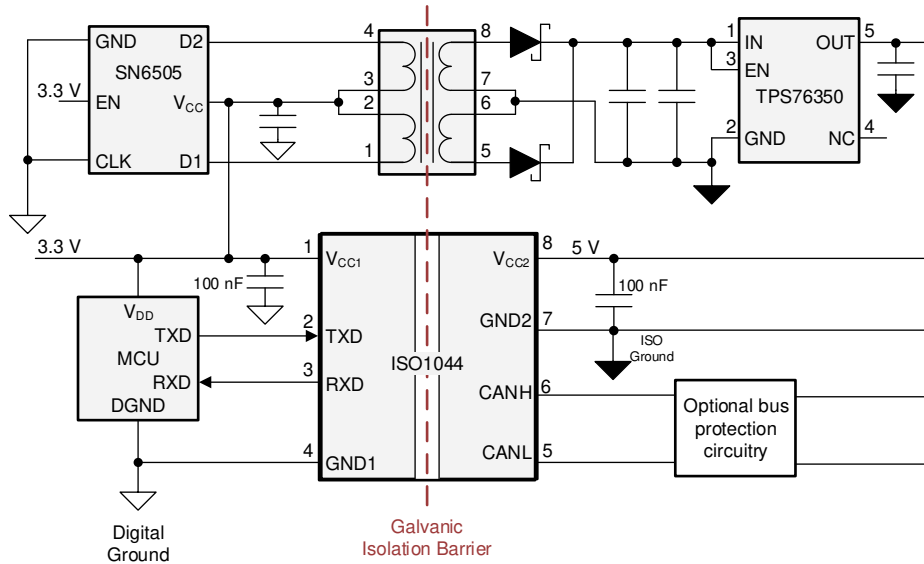 GND
D2
4
8
1
IN
OUT
5
SN6505
3
EN
3.3 V
EN
VCC
3
2
7
6
TPS76350
CLK
D1
1
5
2
GND
NC
4
3.3 V
1
VCC1
VCC2
8
5 V
100 nF
100 nF
VDD
TXD
2
TXD
GND2
7
MCU
ISO
Ground
RXD
3
RXD
ISO1044
CANH
6
DGND
Optional bus
protection
circuitry
4
GND1
CANL
5
Digital
Ground
Galvanic
Isolation Barrier